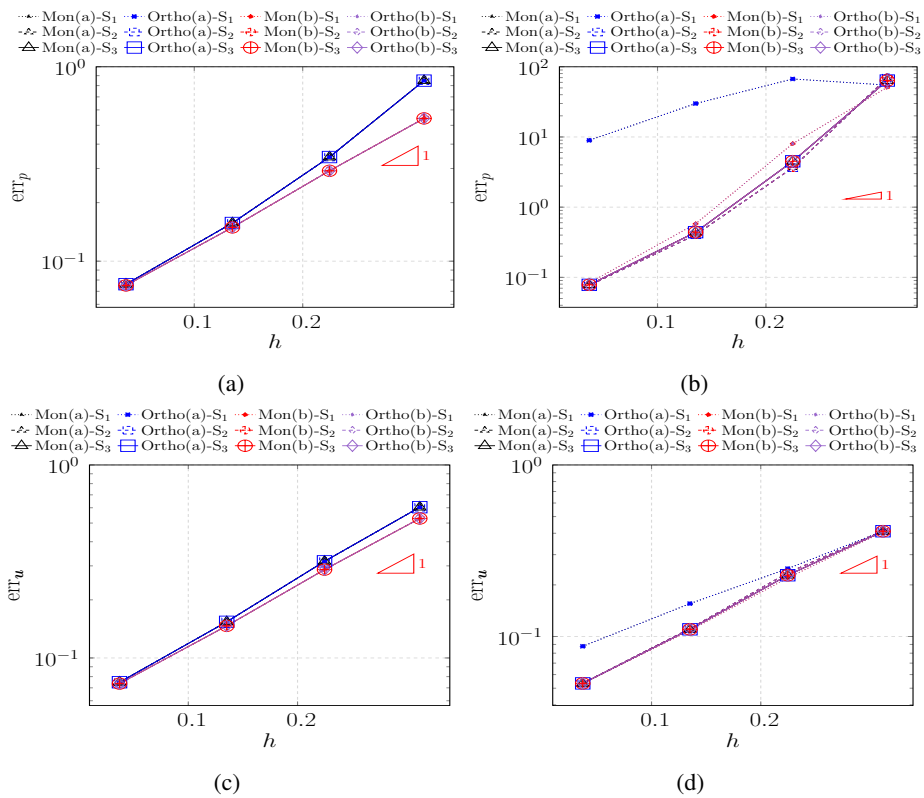 Mon(a)-S₁ Ortho(a)-S₁ Mon(b)-S₁ Ortho(b)-S₁
Mon(a)-S₂ Ortho(a)-S₂ Mon(b)-S₂ Ortho(b)-S₂
Mon(a)-S₃ Ortho(a)-S₃ Mon(b)-S₃ Ortho(b)-S₃
10⁰
1
10⁻¹
0.1 0.2
errₚ
h
(a)
Mon(a)-S₁ Ortho(a)-S₁ Mon(b)-S₁ Ortho(b)-S₁
Mon(a)-S₂ Ortho(a)-S₂ Mon(b)-S₂ Ortho(b)-S₂
Mon(a)-S₃ Ortho(a)-S₃ Mon(b)-S₃ Ortho(b)-S₃
10²
10¹
1
10⁰
10⁻¹
0.1 0.2
errₚ
h
(b)
Mon(a)-S₁ Ortho(a)-S₁ Mon(b)-S₁ Ortho(b)-S₁
Mon(a)-S₂ Ortho(a)-S₂ Mon(b)-S₂ Ortho(b)-S₂
Mon(a)-S₃ Ortho(a)-S₃ Mon(b)-S₃ Ortho(b)-S₃
10⁰
1
10⁻¹
0.1 0.2
err𝒖
h
(c)
Mon(a)-S₁ Ortho(a)-S₁ Mon(b)-S₁ Ortho(b)-S₁
Mon(a)-S₂ Ortho(a)-S₂ Mon(b)-S₂ Ortho(b)-S₂
Mon(a)-S₃ Ortho(a)-S₃ Mon(b)-S₃ Ortho(b)-S₃
10⁰
1
10⁻¹
0.1 0.2
err𝒖
h
(d)